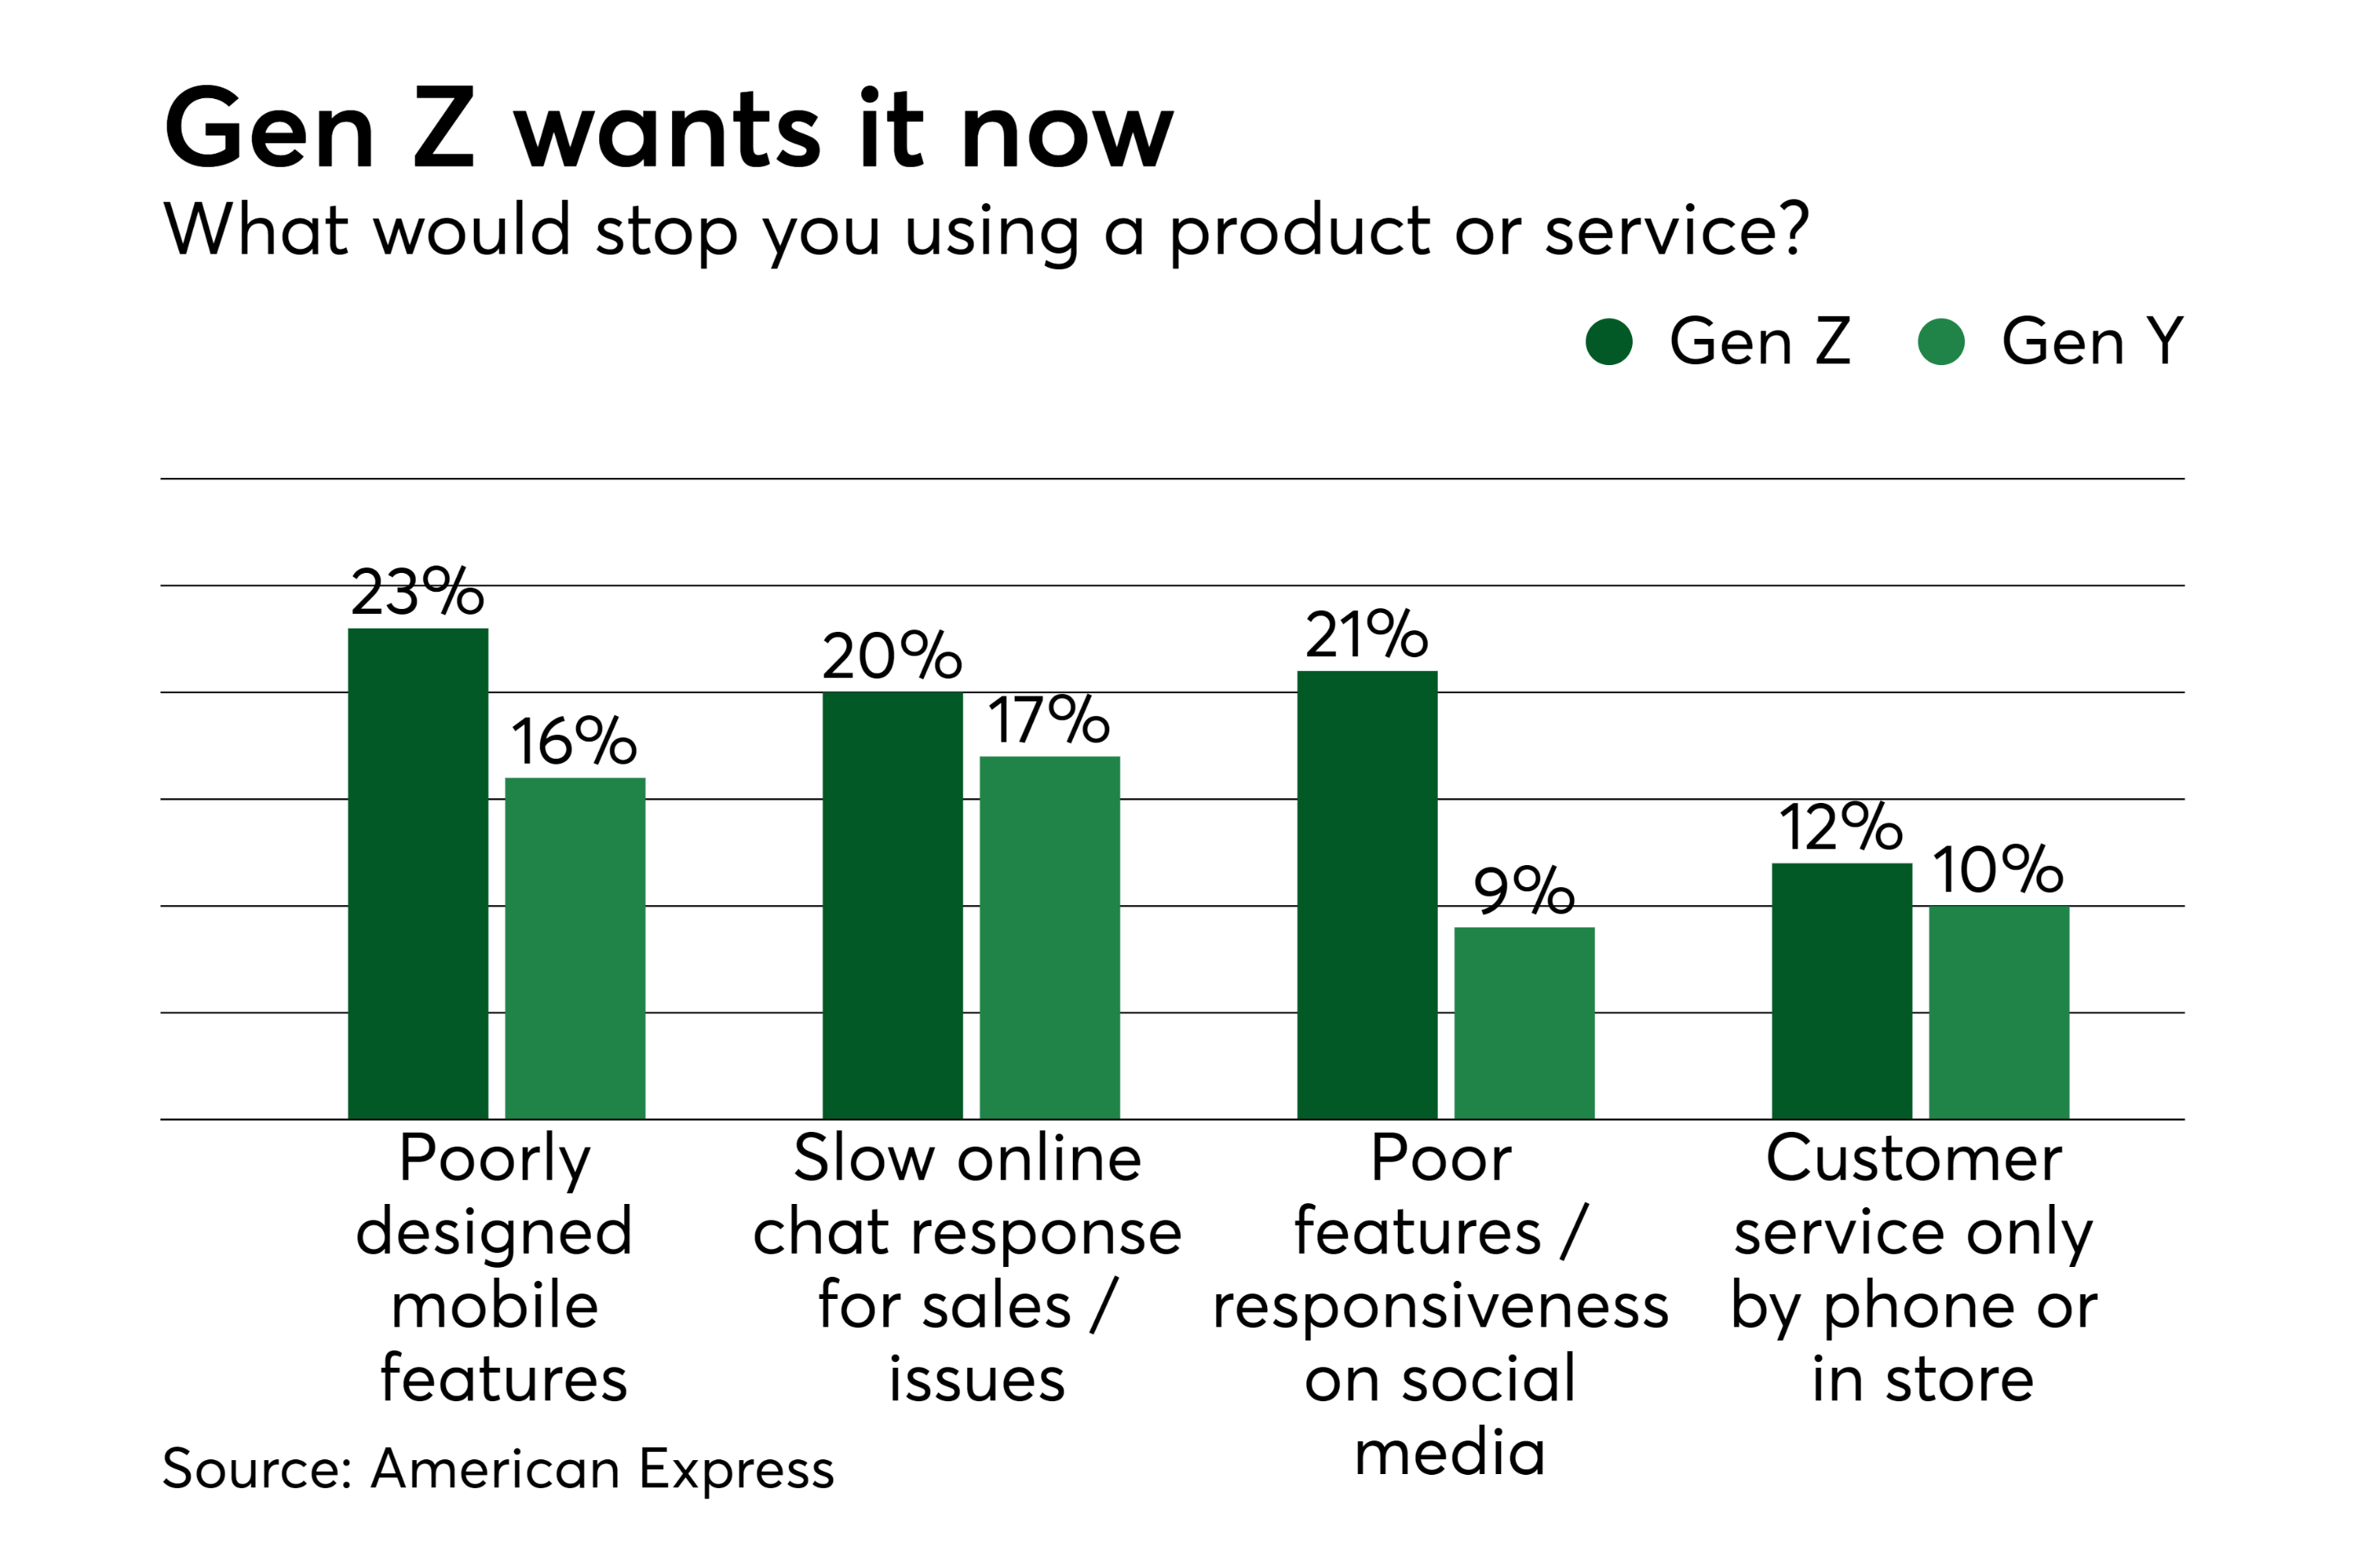 Gen Z wants it now
What would stop you using a product or service?
Gen Z Gen Y
23%
16%
20%
17%
21%
9%
12%
10%
Poorly
designed
mobile
features
Slow online
chat response
for sales /
issues
Poor
features /
responsiveness
on social
media
Customer
service only
by phone or
in store
Source: American Express